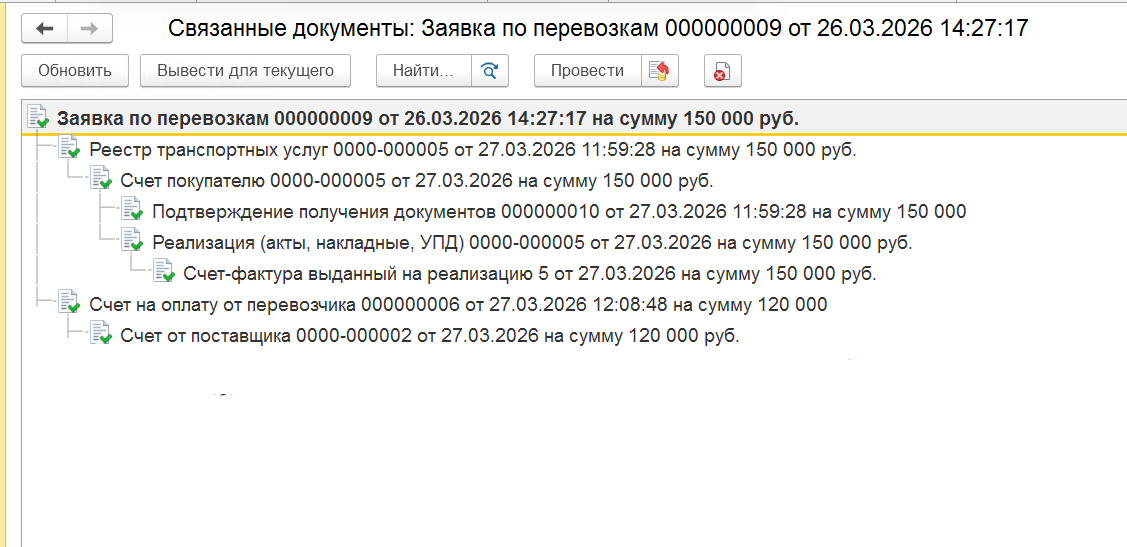 Связанные документы: Заявка по перевозкам 000000009 от 26.03.2026 14:27:17
Обновить Вывести для текущего Найти... Провести
Заявка по перевозкам 000000009 от 26.03.2026 14:27:17 на сумму 150 000 руб.
Реестр транспортных услуг 0000-000005 от 27.03.2026 11:59:28 на сумму 150 000 руб.
Счет покупателю 0000-000005 от 27.03.2026 на сумму 150 000 руб.
Подтверждение получения документов 000000010 от 27.03.2026 11:59:28 на сумму 150 000
Реализация (акты, накладные, УПД) 0000-000005 от 27.03.2026 на сумму 150 000 руб.
Счет-фактура выданный на реализацию 5 от 27.03.2026 на сумму 150 000 руб.
Счет на оплату от перевозчика 000000006 от 27.03.2026 12:08:48 на сумму 120 000
Счет от поставщика 0000-000002 от 27.03.2026 на сумму 120 000 руб.